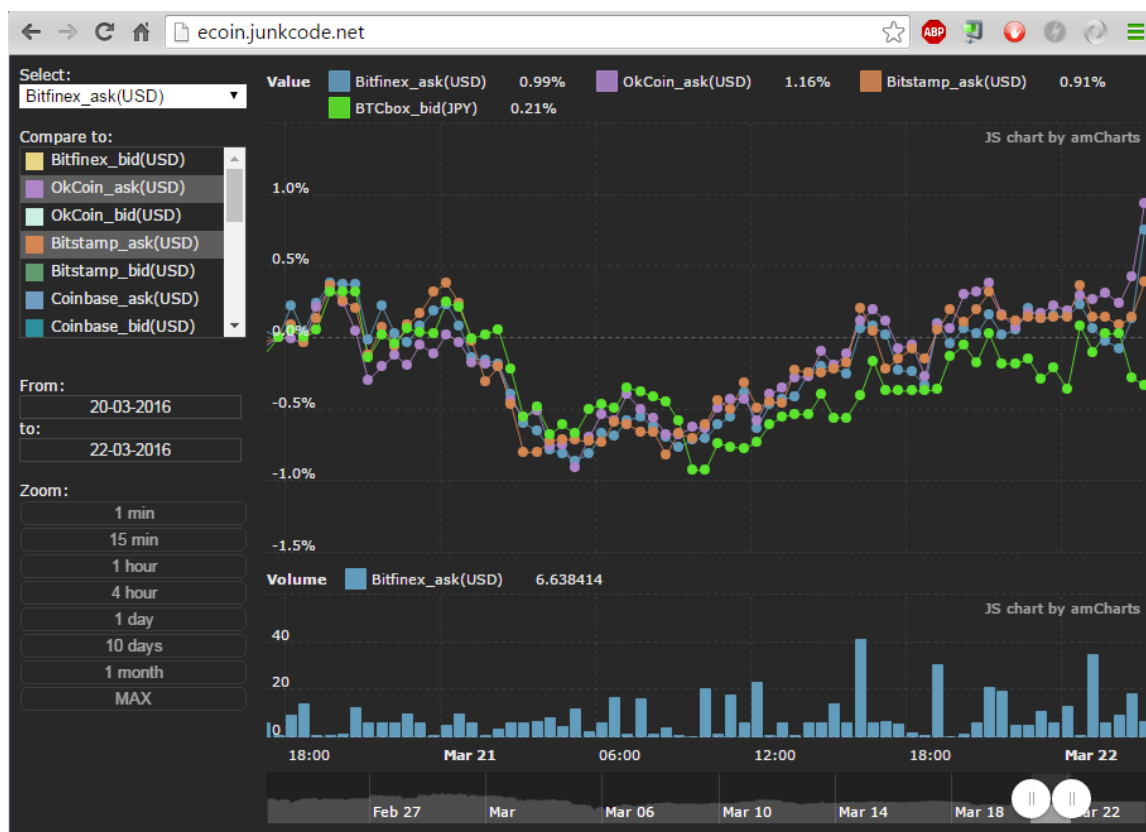 ecoin.junkcode.net
ABP
Select:
Bitfinex_ask(USD)
Compare to:
Bitfinex_bid(USD)
OkCoin_ask(USD)
OkCoin_bid(USD)
Bitstamp_ask(USD)
Bitstamp_bid(USD)
Coinbase_ask(USD)
Coinbase_bid(USD)
From:
20-03-2016
to:
22-03-2016
Zoom:
1 min
15 min
1 hour
4 hour
1 day
10 days
1 month
MAX
Value Bitfinex_ask(USD) 0.99% OkCoin_ask(USD) 1.16% Bitstamp_ask(USD) 0.91%
BTCbox_bid(JPY) 0.21%
JS chart by amCharts
1.0%
0.5%
0.0%
-0.5%
-1.0%
-1.5%
Volume Bitfinex_ask(USD) 6.638414
JS chart by amCharts
40
20
0
18:00 Mar 21 06:00 12:00 18:00 Mar 22
Feb 27 Mar Mar 06 Mar 10 Mar 14 Mar 18 ar 22